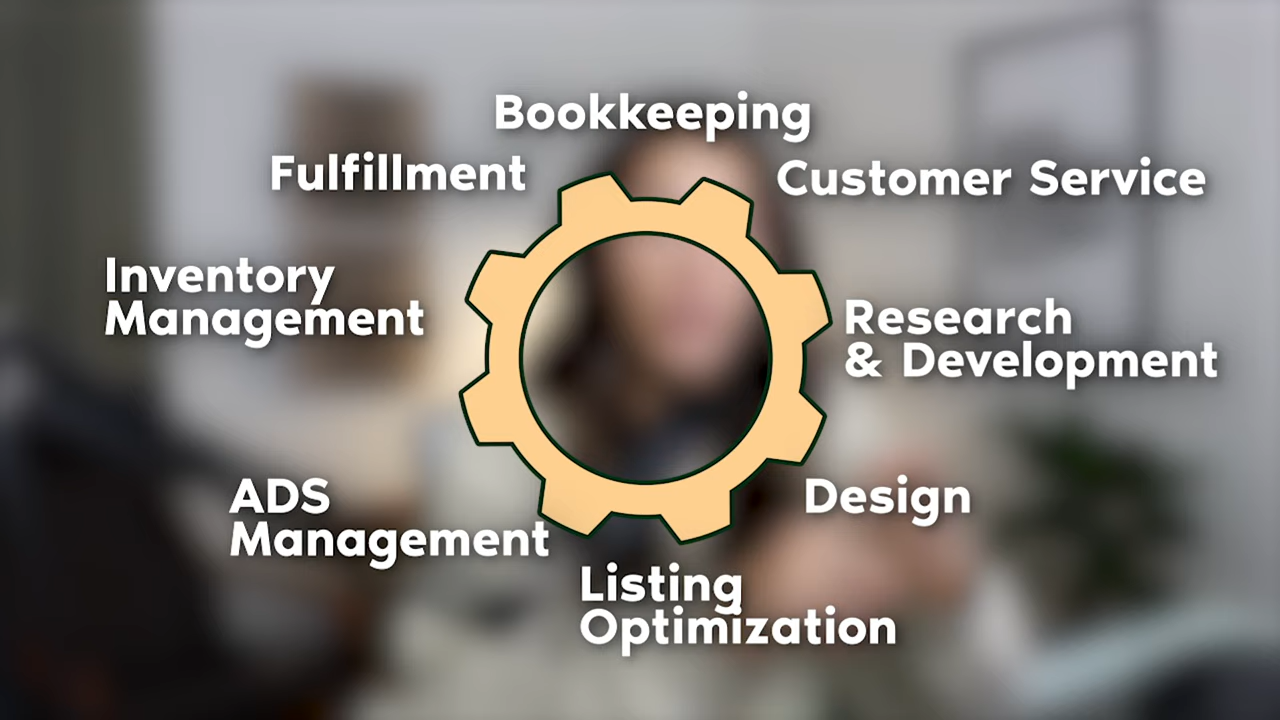 Bookkeeping
Fulfillment
Customer Service
Inventory
Management
Research
& Development
ADS
Management
Design
Listing
Optimization